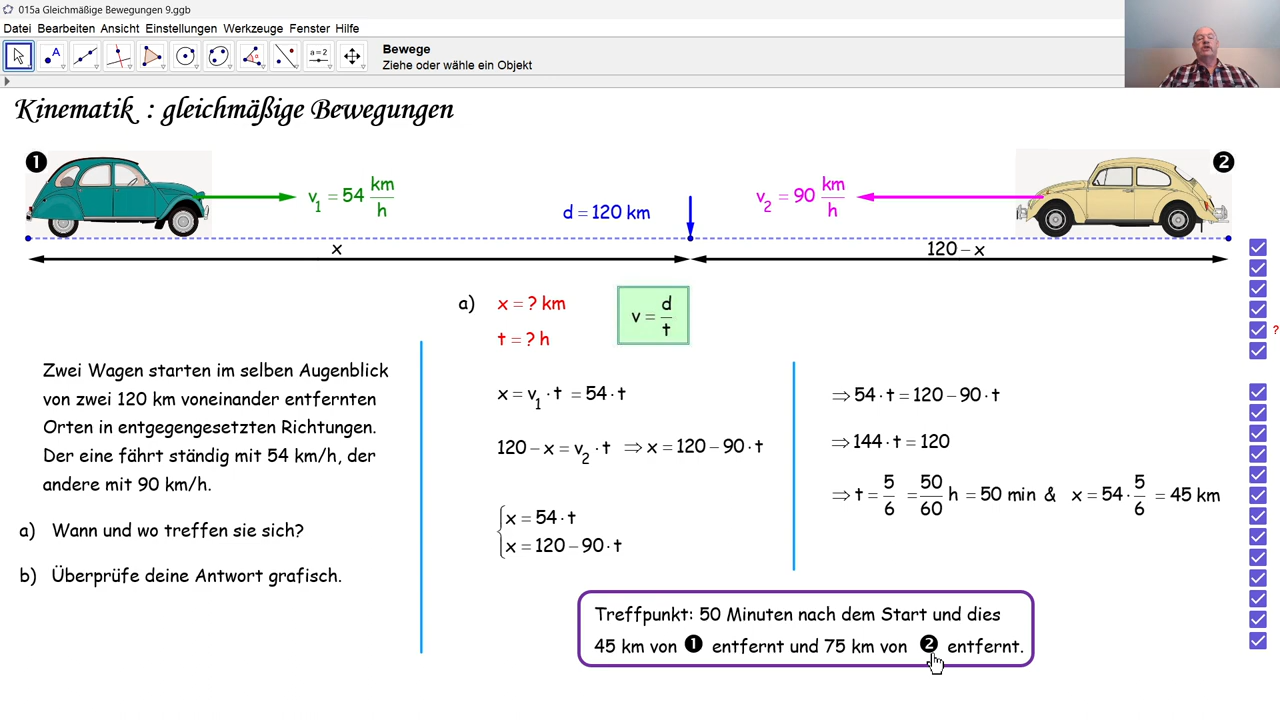 015a Gleichmäßige Bewegungen 9.ggb
Datei Bearbeiten Ansicht Einstellungen Werkzeuge Fenster Hilfe
A
a=2
Bewege
Ziehe oder wähle ein Objekt
Kinematik : gleichmäßige Bewegungen
❶
❷
v₁ = 54 km/h
d = 120 km
v₂ = 90 km/h
x
120 – x
a) x = ? km
t = ? h
v = d/t
?
Zwei Wagen starten im selben Augenblick
von zwei 120 km voneinander entfernten
Orten in entgegengesetzten Richtungen.
Der eine fährt ständig mit 54 km/h, der
andere mit 90 km/h.
a) Wann und wo treffen sie sich?
b) Überprüfe deine Antwort grafisch.
x = v₁ · t = 54 · t
120 – x = v₂ · t ⇒ x = 120 – 90 · t
{x = 54 · t
x = 120 – 90 · t
⇒ 54 · t = 120 – 90 · t
⇒ 144 · t = 120
⇒ t = 5/6 = 50/60 h = 50 min & x = 54 · 5/6 = 45 km
Treffpunkt: 50 Minuten nach dem Start und dies
45 km von ❶ entfernt und 75 km von ❷ entfernt.